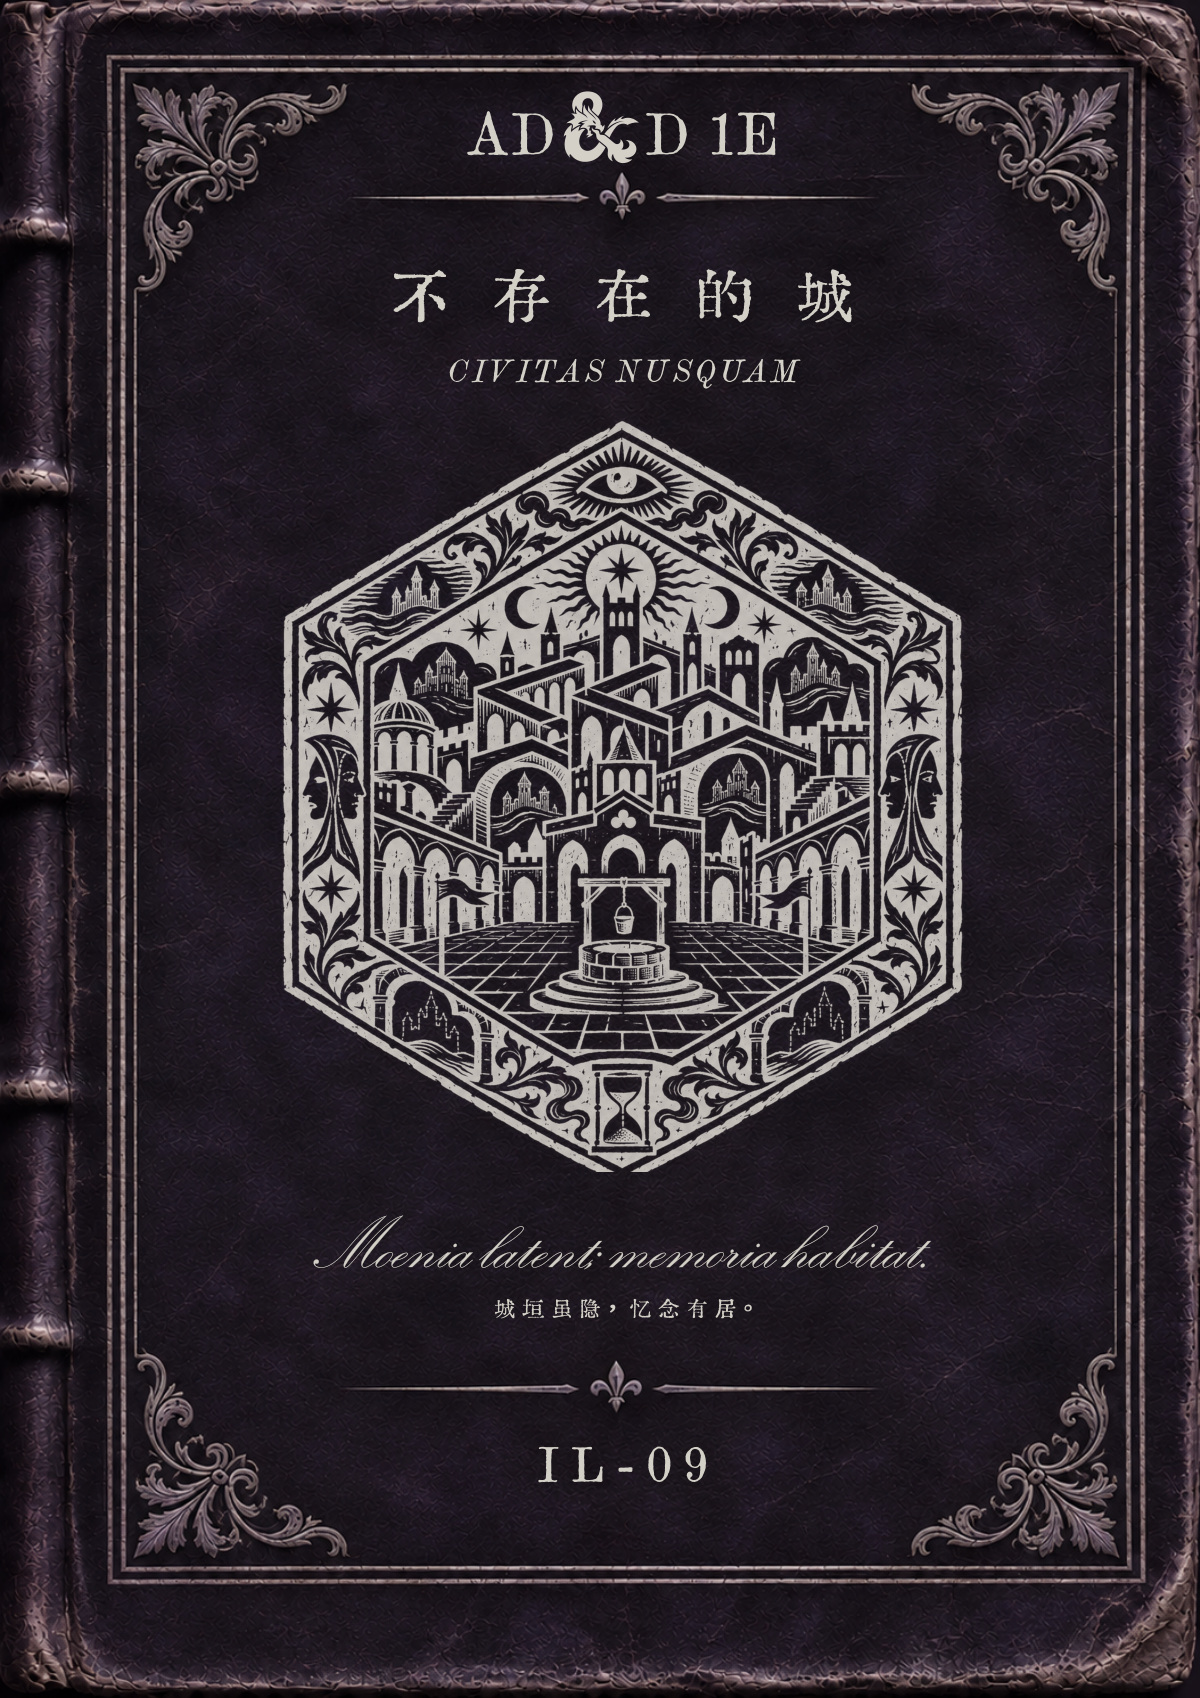 AD&D 1E
不存在的城
CIVITAS NUSQUAM
Moenia latent; memoria habitat.
城垣虽隐，忆念有居。
IL-09